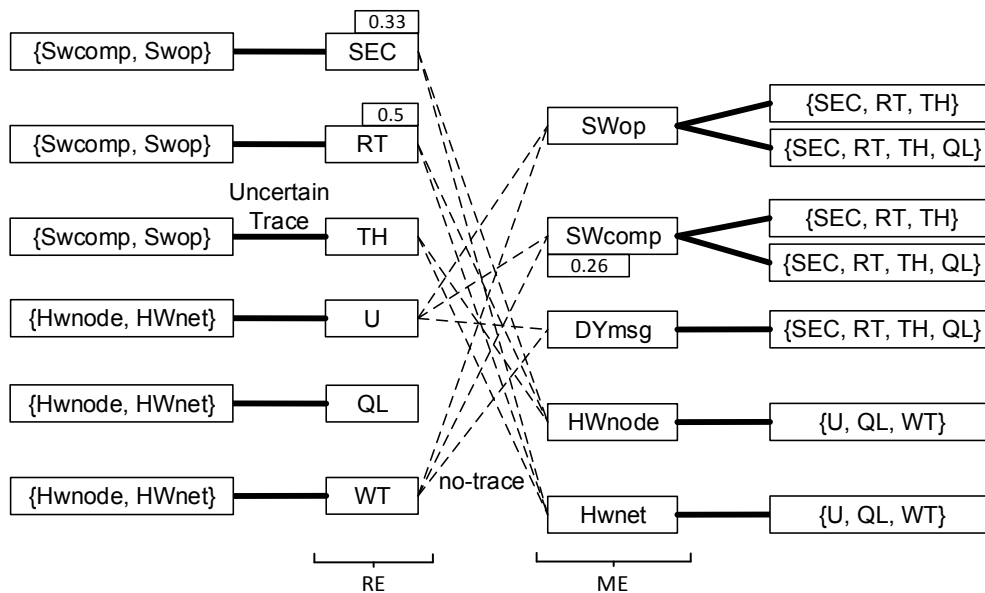 0.33
{Swcomp, Swop}
SEC
0.5
{Swcomp, Swop}
RT
Uncertain
Trace
{Swcomp, Swop}
TH
{Hwnode, HWnet}
U
{Hwnode, HWnet}
QL
{Hwnode, HWnet}
WT
no-trace
RE
SWop
{SEC, RT, TH}
{SEC, RT, TH, QL}
SWcomp
0.26
{SEC, RT, TH}
{SEC, RT, TH, QL}
DYmsg
{SEC, RT, TH, QL}
HWnode
{U, QL, WT}
Hwnet
{U, QL, WT}
ME